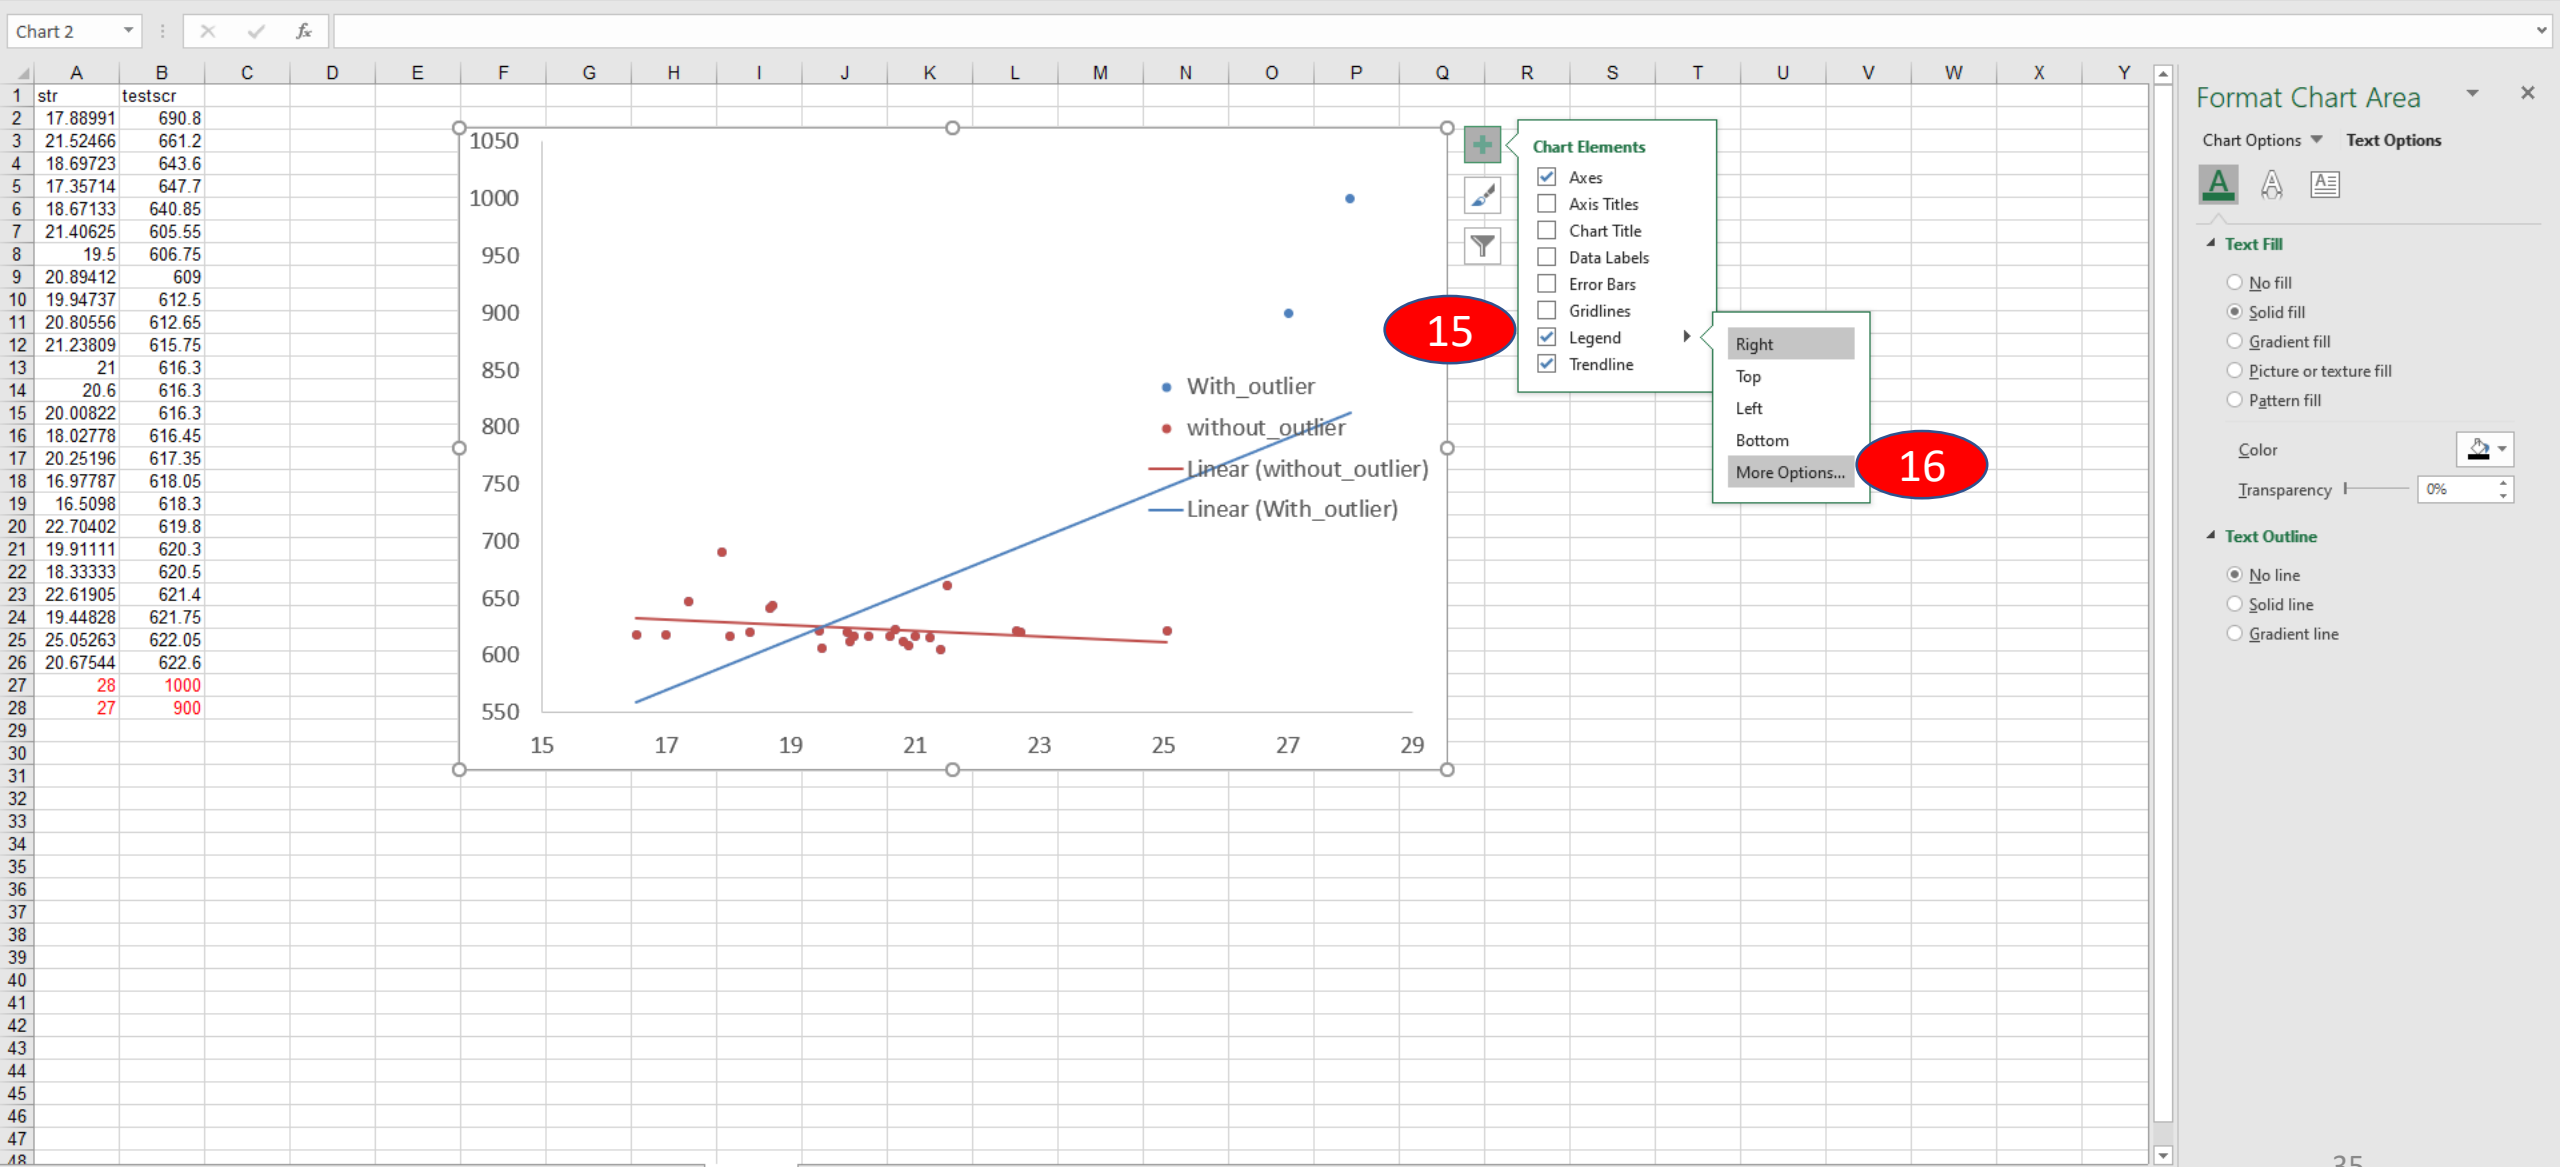 Chart 2
fx
A B C D E F G H I J K L M N O P Q R S T U V W X Y
1 str testscr
2 17.88991 690.8
3 21.52466 661.2
4 18.69723 643.6
5 17.35714 647.7
6 18.67133 640.85
7 21.40625 605.55
8 19.5 606.75
9 20.89412 609
10 19.94737 612.5
11 20.80556 612.65
12 21.23809 615.75
13 21 616.3
14 20.6 616.3
15 20.00822 616.3
16 18.02778 616.45
17 20.25196 617.35
18 16.97787 618.05
19 16.5098 618.3
20 22.70402 619.8
21 19.91111 620.3
22 18.33333 620.5
23 22.61905 621.4
24 19.44828 621.75
25 25.05263 622.05
26 20.67544 622.6
27 28 1000
28 27 900
29
30
31
32
33
34
35
36
37
38
39
40
41
42
43
44
45
46
47
48
1050
1000
950
900
850
800
750
700
650
600
550
15 17 19 21 23 25 27 29
With_outlier
without_outlier
Linear (without_outlier)
Linear (With_outlier)
Chart Elements
Axes
Axis Titles
Chart Title
Data Labels
Error Bars
Gridlines
Legend
Trendline
15
Right
Top
Left
Bottom
More Options...
16
Format Chart Area
Chart Options Text Options
Text Fill
No fill
Solid fill
Gradient fill
Picture or texture fill
Pattern fill
Color
Transparency 0%
Text Outline
No line
Solid line
Gradient line
35